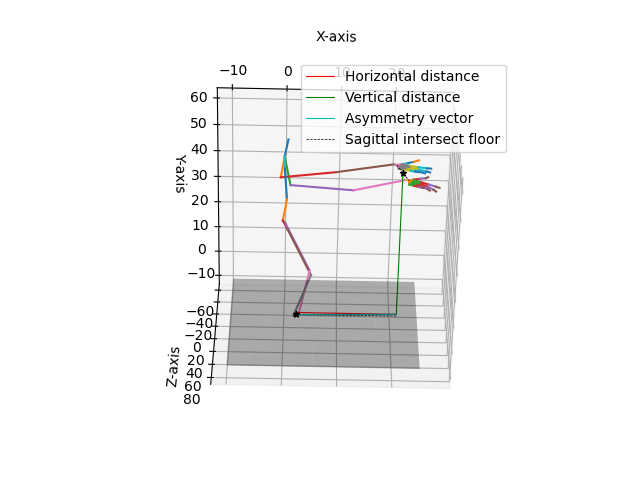 X-axis
−10 0 10 20
Horizontal distance
Vertical distance
Asymmetry vector
Sagittal intersect floor
60
50
40
30
Y-axis
20
10
0
−10
−60
−40
−20
0
20
40
60
80
Z-axis